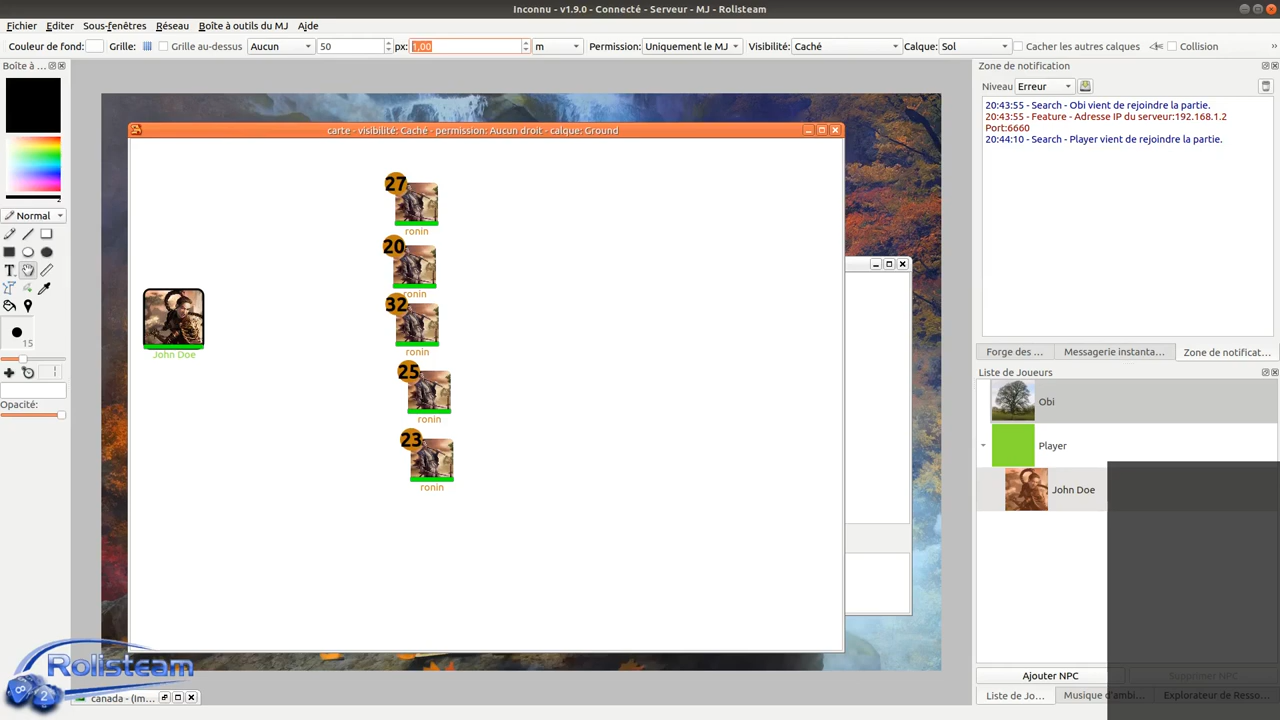 Inconnu - v1.9.0 - Connecté - Serveur - MJ - Rolisteam
Fichier Editer Sous-fenêtres Réseau Boîte à outils du MJ Aide
Couleur de fond: Grille: Grille au-dessus Aucun 50 px: 1,00 m Permission: Uniquement le MJ Visibilité: Caché Calque: Sol Cacher les autres calques Collision »
Boîte à ...
Zone de notification
Niveau Erreur
20:43:55 - Search - Obi vient de rejoindre la partie.
20:43:55 - Feature - Adresse IP du serveur:192.168.1.2
Port:6660
20:44:10 - Search - Player vient de rejoindre la partie.
carte - visibilité: Caché - permission: Aucun droit - calque: Ground
2
Normal
T
15
Opacité:
27
ronin
20
ronin
32
ronin
25
ronin
23
ronin
John Doe
Forge des ... Messagerie instanta... Zone de notificat...
Liste de Joueurs
Obi
Player
John Doe
Ajouter NPC Supprimer NPC
Liste de Jo... Musique d'ambi... Explorateur de Resso...
Rolisteam
8 2
canada - (Im...